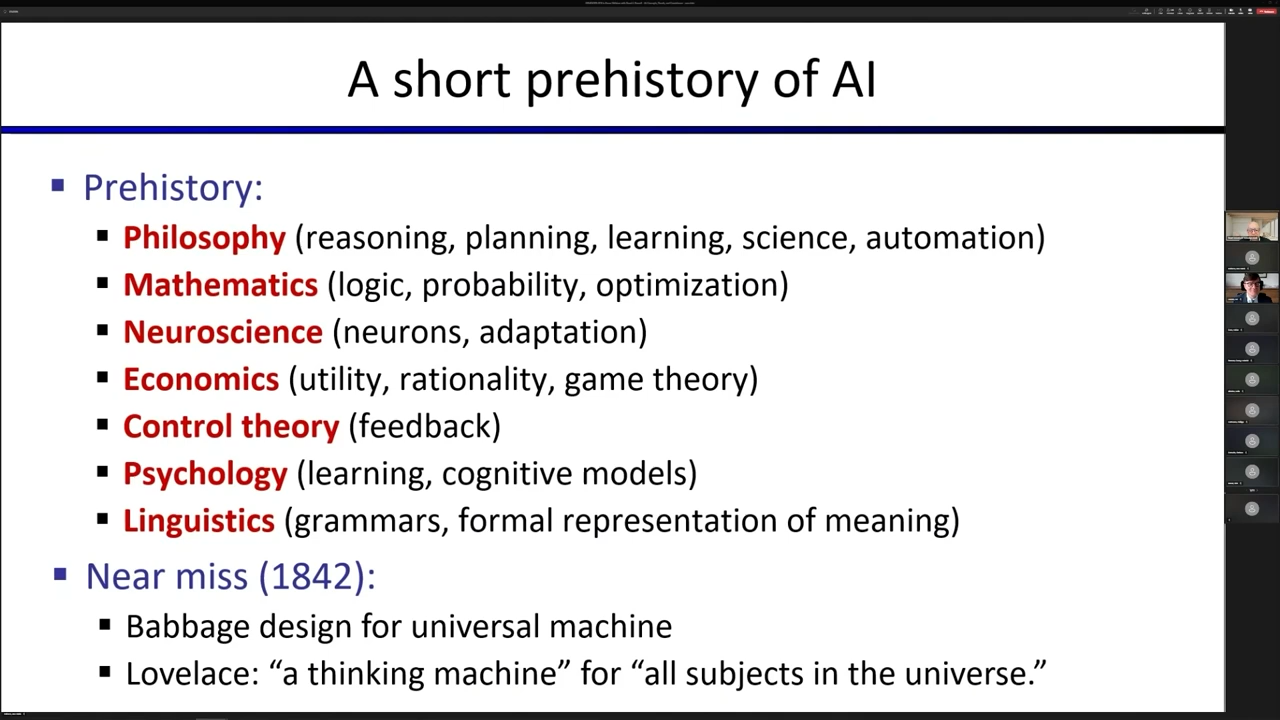 A short prehistory of AI
Prehistory:
Philosophy (reasoning, planning, learning, science, automation)
Mathematics (logic, probability, optimization)
Neuroscience (neurons, adaptation)
Economics (utility, rationality, game theory)
Control theory (feedback)
Psychology (learning, cognitive models)
Linguistics (grammars, formal representation of meaning)
Near miss (1842):
Babbage design for universal machine
Lovelace: “a thinking machine” for “all subjects in the universe.”